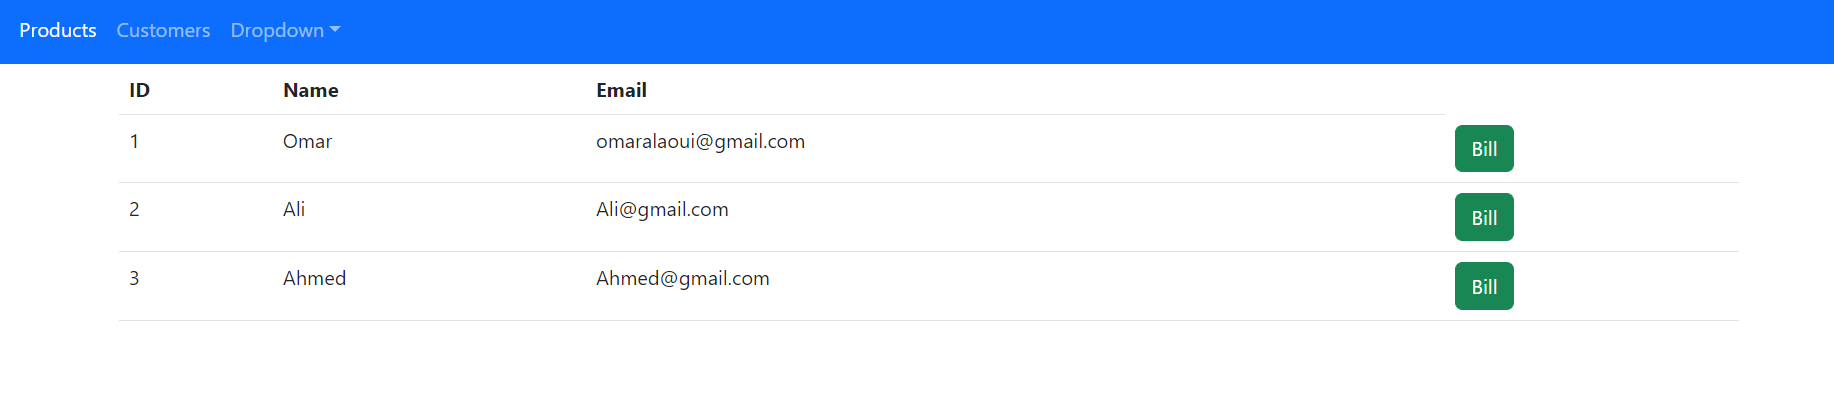 Products Customers Dropdown
ID Name Email
1 Omar omaralaoui@gmail.com Bill
2 Ali Ali@gmail.com Bill
3 Ahmed Ahmed@gmail.com Bill